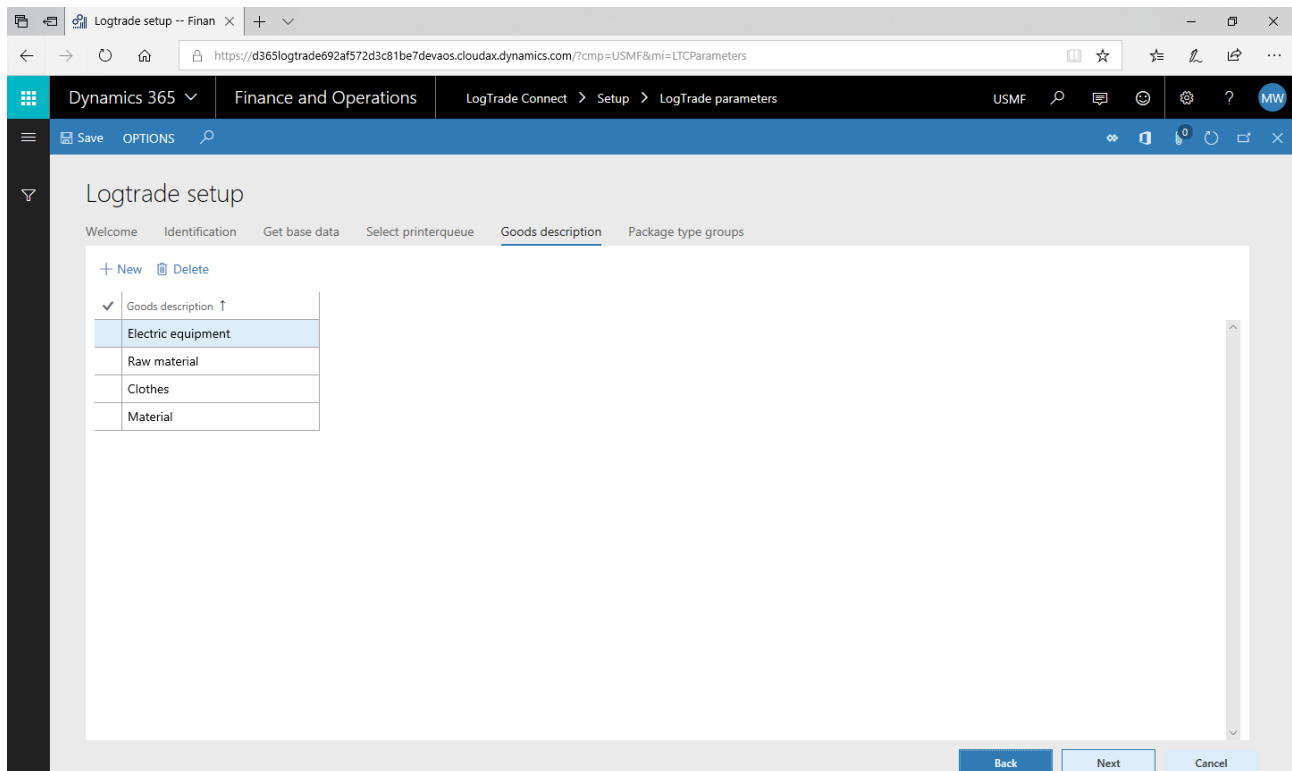 Logtrade setup -- Finan
https://d365logtrade692af572d3c81be7devaos.cloudax.dynamics.com/?cmp=USMF&mi=LTCParameters
Dynamics 365 Finance and Operations LogTrade Connect > Setup > LogTrade parameters USMF ? MW
Save OPTIONS 0
Logtrade setup
Welcome Identification Get base data Select printerqueue Goods description Package type groups
+ New Delete
Goods description ↑
Electric equipment
Raw material
Clothes
Material
Back Next Cancel